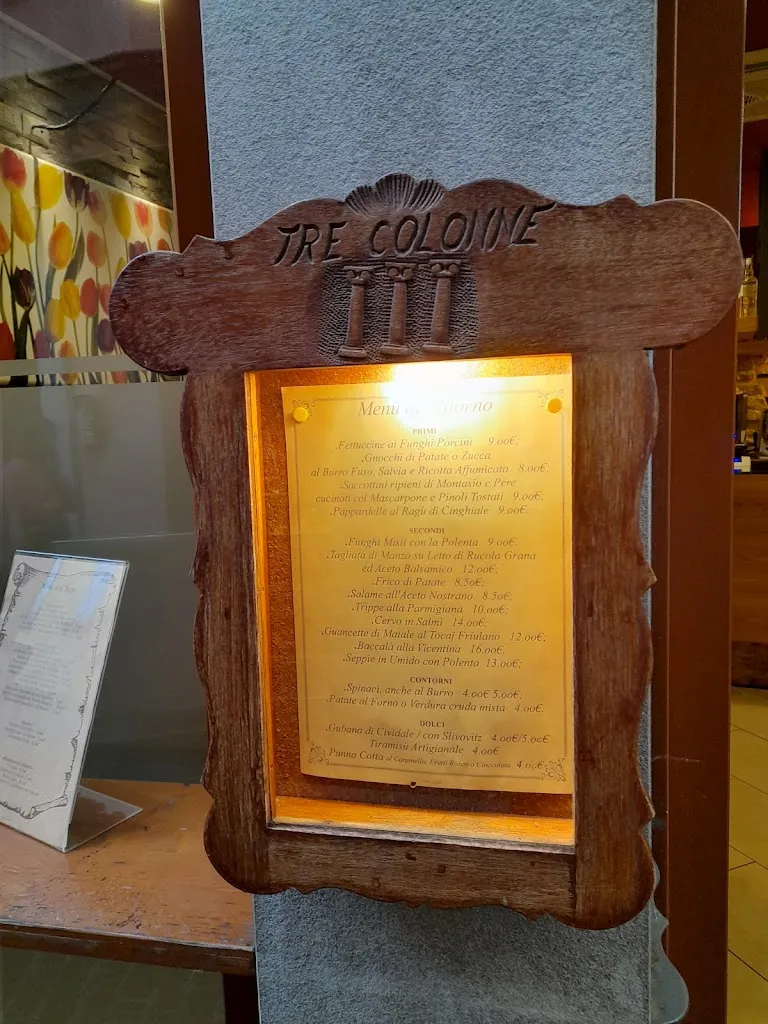 TRE COLONNE
Menu del Giorno
PRIMI
.Fettuccine ai Funghi Porcini 9.00€;
.Gnocchi di Patate o Zucca
al Burro Fuso, Salvia e Ricotta Affumicata 8.00€;
.Saccottini ripieni di Montasio e Pere
cucinati col Mascarpone e Pinoli Tostati 9.00€;
.Pappardelle al Ragù di Cinghiale 9.00€.
SECONDI
.Funghi Misti con la Polenta 9.00€;
.Tagliata di Manzo su Letto di Rucola Grana
ed Aceto Balsamico 12.00€;
.Frico di Patate 8.50€;
.Salame all'Aceto Nostrano 8.50€;
.Trippe alla Parmigiana 10.00€;
.Cervo in Salmì 14.00€;
.Guancette di Maiale al Tovaj Friulano 12.00€;
.Baccalà alla Vicentina 16.00€
.Seppie in Umido con Polenta 13.00€;
CONTORNI
.Spinaci, anche al Burro 4.00€ 5.00€;
.Patate al Forno o Verdura cruda mista 4.00€.
DOLCI
.Gubana di Cividale / con Slivovitz 4.00€/5.00€
Tiramisù Artigianale 4.00€
Panna Cotta al Caramello, Frutti Bosco o Cioccolato 4.00€.